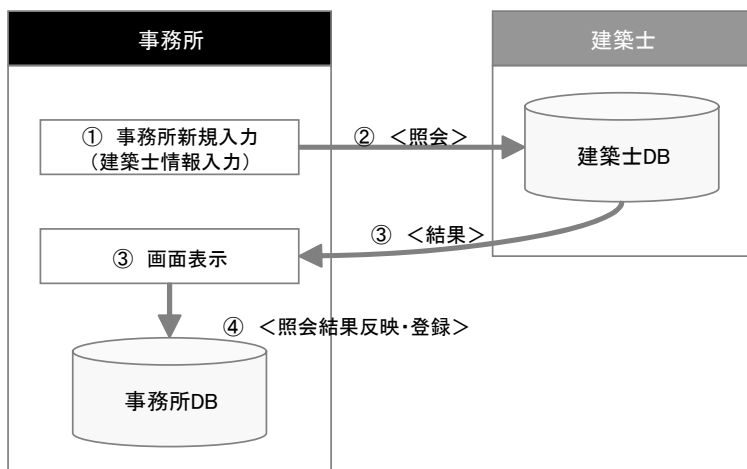 事務所
建築士
① 事務所新規入力
（建築士情報入力）
② ＜照会＞
建築士DB
③ ＜結果＞
③ 画面表示
④ ＜照会結果反映・登録＞
事務所DB